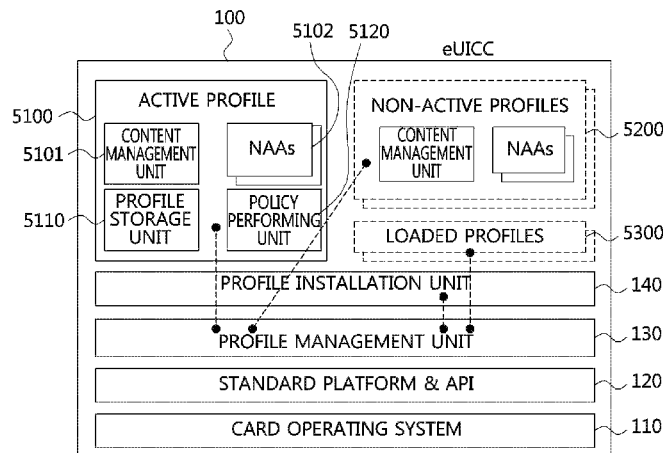 100
5102
5120
eUICC
5100
ACTIVE PROFILE
NON-ACTIVE PROFILES
5101
CONTENT
MANAGEMENT
UNIT
NAAs
CONTENT
MANAGEMENT
UNIT
NAAs
5200
5110
PROFILE
STORAGE
UNIT
POLICY
PERFORMING
UNIT
LOADED PROFILES
5300
PROFILE INSTALLATION UNIT
140
PROFILE MANAGEMENT UNIT
130
STANDARD PLATFORM & API
120
CARD OPERATING SYSTEM
110